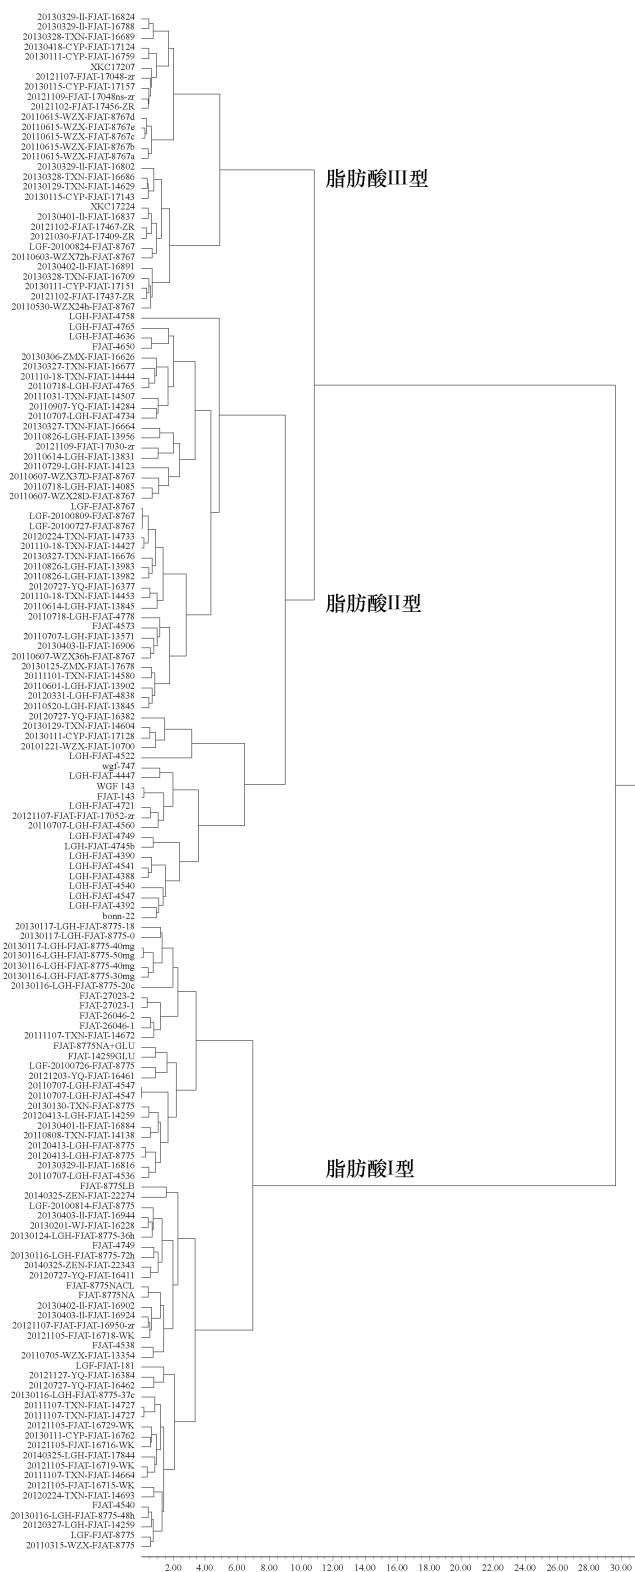 20130329-ll-FJAT-16824
20130329-ll-FJAT-16788
20130328-TXN-FJAT-16689
20130418-CYP-FJAT-17124
20130111-CYP-FJAT-16759
XKC17207
20121107-FJAT-17048-zr
20130115-CYP-FJAT-17157
20121109-FJAT-17048ns-zr
20121102-FJAT-17456-ZR
20110615-WZX-FJAT-8767d
20110615-WZX-FJAT-8767e
20110615-WZX-FJAT-8767c
20110615-WZX-FJAT-8767b
20110615-WZX-FJAT-8767a
20130329-ll-FJAT-16802
20130328-TXN-FJAT-16686
脂肪酸III型
20130129-TXN-FJAT-14629
20130115-CYP-FJAT-17143
XKC17224
20130401-ll-FJAT-16837
20121102-FJAT-17467-ZR
20121030-FJAT-17409-ZR
LGF-20100824-FJAT-8767
20110603-WZX72h-FJAT-8767
20130402-ll-FJAT-16891
20130328-TXN-FJAT-16709
20130111-CYP-FJAT-17151
20121102-FJAT-17437-ZR
20110530-WZX24h-FJAT-8767
LGH-FJAT-4758
LGH-FJAT-4765
LGH-FJAT-4636
FJAT-4650
20130306-ZMX-FJAT-16626
20130327-TXN-FJAT-16677
201110-18-TXN-FJAT-14444
20110718-LGH-FJAT-4765
20111031-TXN-FJAT-14507
20110907-YQ-FJAT-14284
20110707-LGH-FJAT-4734
20130327-TXN-FJAT-16664
20110826-LGH-FJAT-13956
20121109-FJAT-17030-zr
20110614-LGH-FJAT-13831
20110729-LGH-FJAT-14123
20110607-WZX37D-FJAT-8767
20110718-LGH-FJAT-14085
20110607-WZX28D-FJAT-8767
LGF-FJAT-8767
LGF-20100809-FJAT-8767
LGF-20100727-FJAT-8767
20120224-TXN-FJAT-14733
201110-18-TXN-FJAT-14427
20130327-TXN-FJAT-16676
20110826-LGH-FJAT-13983
20110826-LGH-FJAT-13982
20120727-YQ-FJAT-16377
201110-18-TXN-FJAT-14453
脂肪酸II型
20110614-LGH-FJAT-13845
20110718-LGH-FJAT-4778
FJAT-4573
20110707-LGH-FJAT-13571
20130403-ll-FJAT-16906
20110607-WZX36h-FJAT-8767
20130125-ZMX-FJAT-17678
20111101-TXN-FJAT-14580
20110601-LGH-FJAT-13902
20120331-LGH-FJAT-4838
20110520-LGH-FJAT-13845
20120727-YQ-FJAT-16382
20130129-TXN-FJAT-14604
20130111-CYP-FJAT-17128
20101221-WZX-FJAT-10700
LGH-FJAT-4522
wgf-747
LGH-FJAT-4447
WGF 143
FJAT-143
LGH-FJAT-4721
20121107-FJAT-FJAT-17052-zr
20110707-LGH-FJAT-4560
LGH-FJAT-4749
LGH-FJAT-4745b
LGH-FJAT-4390
LGH-FJAT-4541
LGH-FJAT-4388
LGH-FJAT-4540
LGH-FJAT-4547
LGH-FJAT-4392
bonn-22
20130117-LGH-FJAT-8775-18
20130117-LGH-FJAT-8775-0
20130117-LGH-FJAT-8775-40mg
20130116-LGH-FJAT-8775-50mg
20130116-LGH-FJAT-8775-40mg
20130116-LGH-FJAT-8775-30mg
20130116-LGH-FJAT-8775-20c
FJAT-27023-2
FJAT-27023-1
FJAT-26046-2
FJAT-26046-1
20111107-TXN-FJAT-14672
FJAT-8775NA+GLU
FJAT-14259GLU
LGF-20100726-FJAT-8775
20121203-YQ-FJAT-16461
20110707-LGH-FJAT-4547
20110707-LGH-FJAT-4547
20130130-TXN-FJAT-8775
20120413-LGH-FJAT-14259
20130401-ll-FJAT-16884
20110808-TXN-FJAT-14138
20120413-LGH-FJAT-8775
20120413-LGH-FJAT-8775
20130329-ll-FJAT-16816
脂肪酸I型
20110707-LGH-FJAT-4536
FJAT-8775LB
20140325-ZEN-FJAT-22274
LGF-20100814-FJAT-8775
20130403-ll-FJAT-16944
20130201-WJ-FJAT-16228
20130124-LGH-FJAT-8775-36h
FJAT-4749
20130116-LGH-FJAT-8775-72h
20140325-ZEN-FJAT-22343
20120727-YQ-FJAT-16411
FJAT-8775NACL
FJAT-8775NA
20130402-ll-FJAT-16902
20130403-ll-FJAT-16924
20121107-FJAT-FJAT-16950-zr
20121105-FJAT-16718-WK
FJAT-4538
20110705-WZX-FJAT-13354
LGF-FJAT-181
20121127-YQ-FJAT-16384
20120727-YQ-FJAT-16462
20130116-LGH-FJAT-8775-37c
20111107-TXN-FJAT-14727
20111107-TXN-FJAT-14727
20121105-FJAT-16729-WK
20130111-CYP-FJAT-16762
20121105-FJAT-16716-WK
20140325-LGH-FJAT-17844
20121105-FJAT-16719-WK
20111107-TXN-FJAT-14664
20121105-FJAT-16715-WK
20120224-TXN-FJAT-14693
FJAT-4540
20130116-LGH-FJAT-8775-48h
20120327-LGH-FJAT-14259
LGF-FJAT-8775
20110315-WZX-FJAT-8775
2.00 4.00 6.00 8.00 10.00 12.00 14.00 16.00 18.00 20.00 22.00 24.00 26.00 28.00 30.00